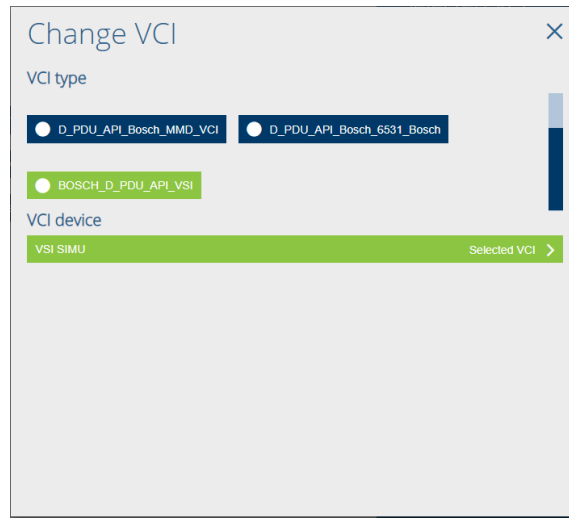 Change VCI
VCI type
D_PDU_API_Bosch_MMD_VCI D_PDU_API_Bosch_6531_Bosch
BOSCH_D_PDU_API_VSI
VCI device
VSI SIMU Selected VCI